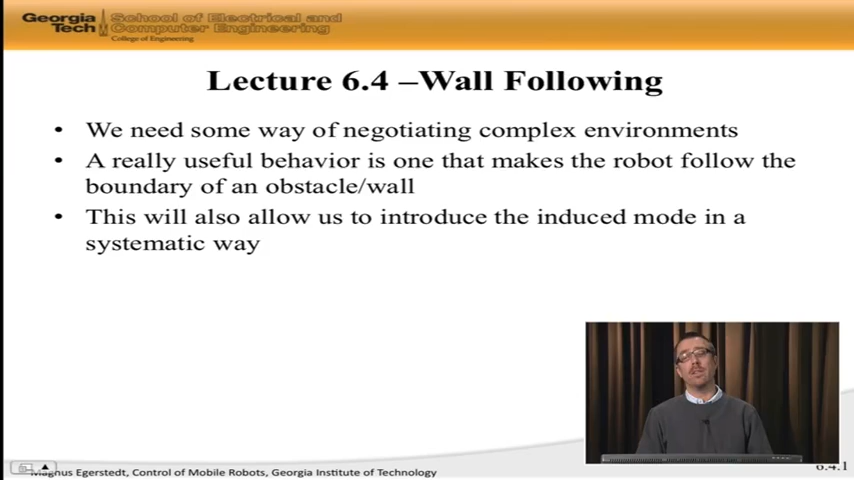 Georgia Tech
School of Electrical and Computer Engineering
College of Engineering
Lecture 6.4 –Wall Following
• We need some way of negotiating complex environments
• A really useful behavior is one that makes the robot follow the
boundary of an obstacle/wall
• This will also allow us to introduce the induced mode in a
systematic way
Magnus Egerstedt, Control of Mobile Robots, Georgia Institute of Technology
6.4.1